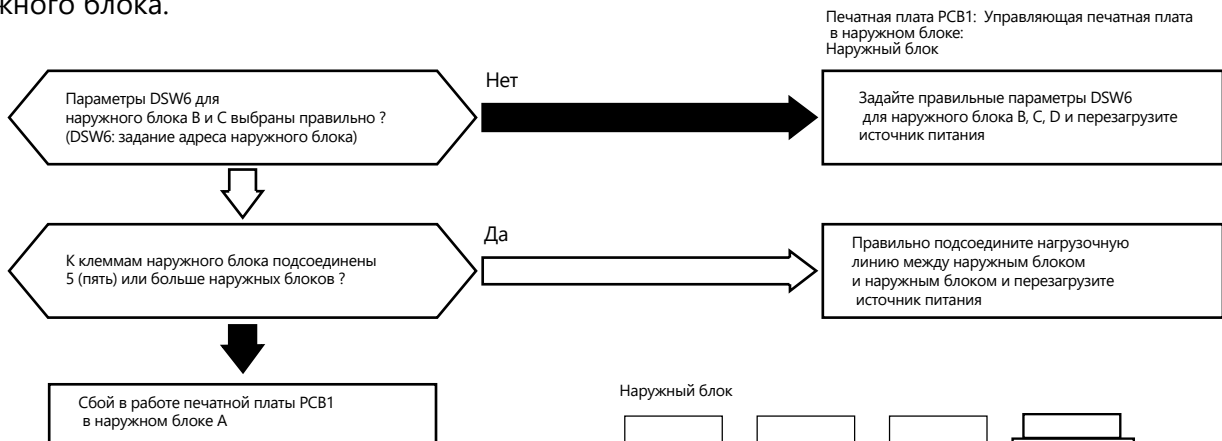 жного блока.
Печатная плата PCB1: Управляющая печатная плата
в наружном блоке:
Наружный блок
Нет
Параметры DSW6 для
наружного блока B и C выбраны правильно ?
(DSW6: задание адреса наружного блока)
Задайте правильные параметры DSW6
для наружного блока B, C, D и перезагрузите
источник питания
Да
К клеммам наружного блока подсоединены
5 (пять) или больше наружных блоков ?
Правильно подсоедините нагрузочную
линию между наружным блоком
и наружным блоком и перезагрузите
источник питания
Сбой в работе печатной платы PCB1
в наружном блоке A
Наружный блок